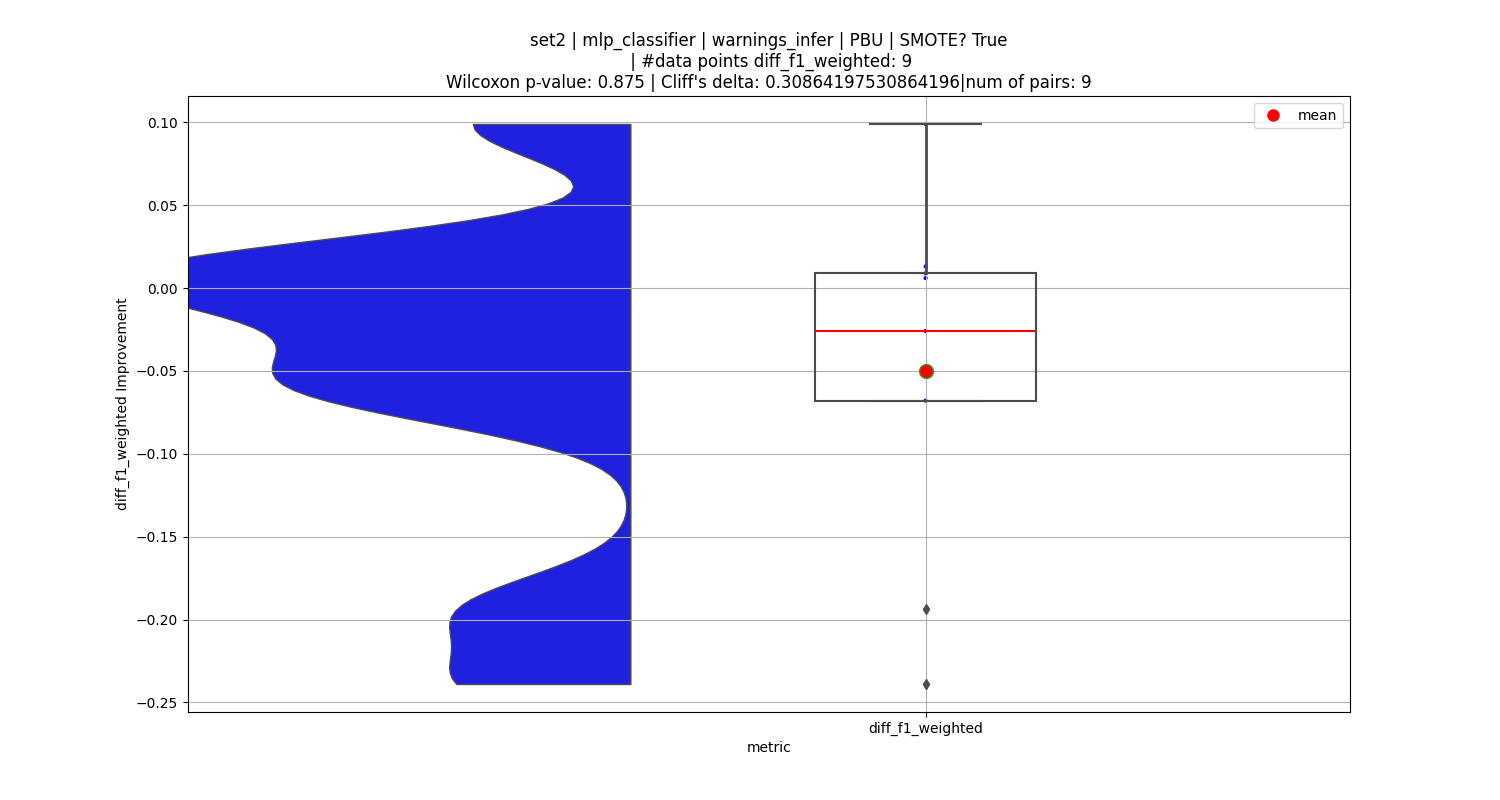 set2 | mlp_classifier | warnings_infer | PBU | SMOTE? True
| #data points diff_f1_weighted: 9
Wilcoxon p-value: 0.875 | Cliff's delta: 0.30864197530864196|num of pairs: 9
mean
0.10
0.05
0.00
−0.05
−0.10
−0.15
−0.20
−0.25
diff_f1_weighted Improvement
diff_f1_weighted
metric